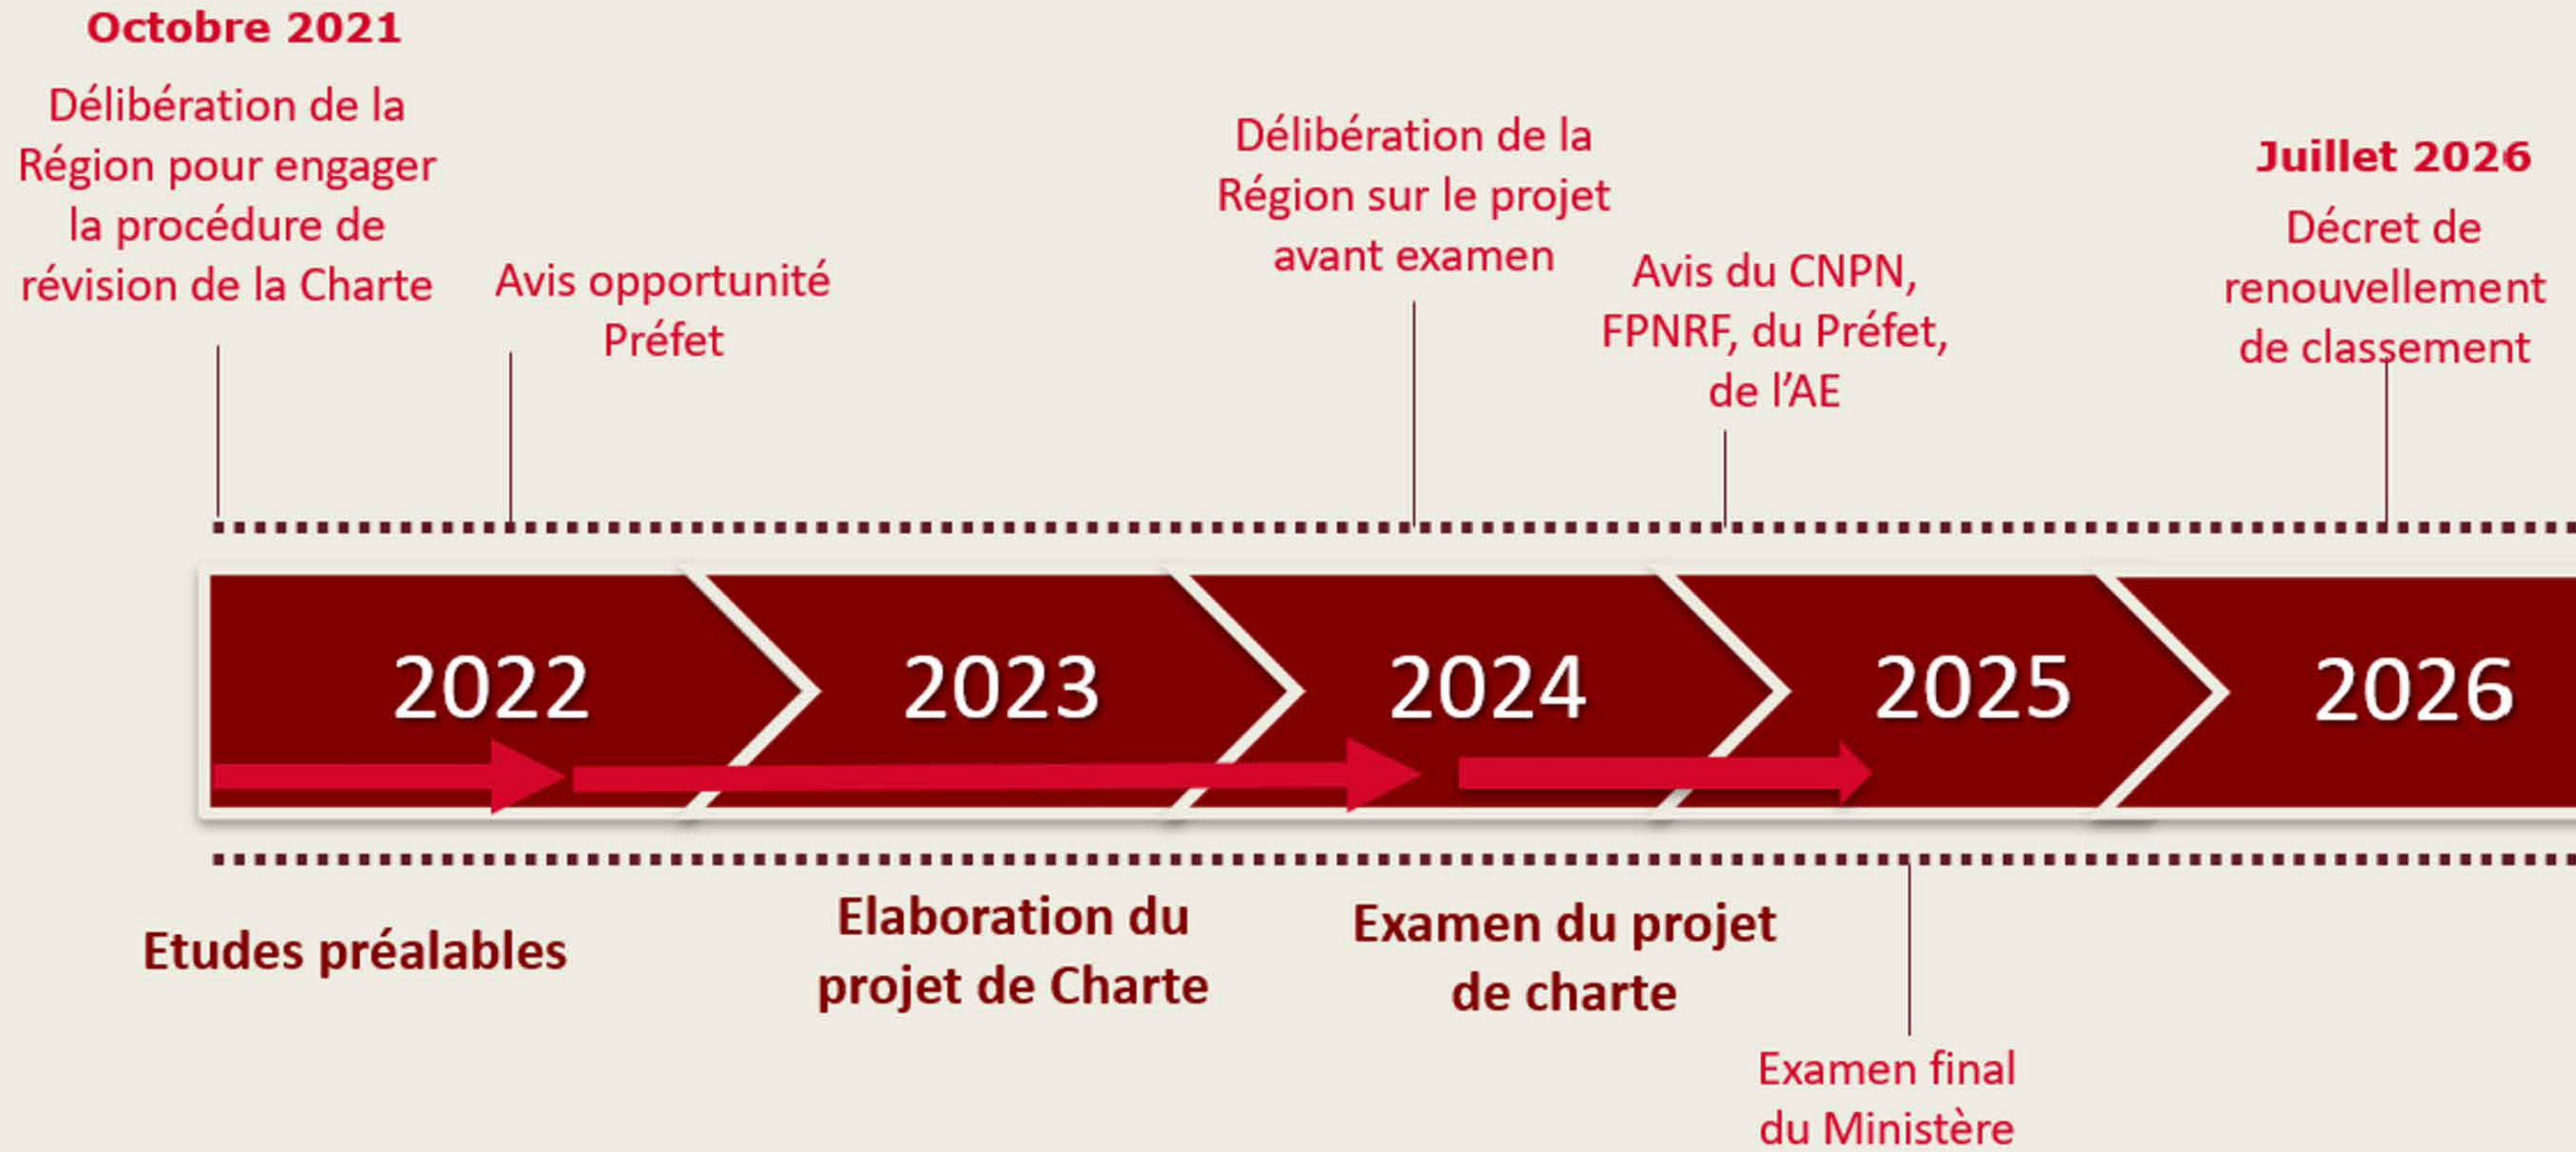 Octobre 2021
Délibération de la
Région pour engager
la procédure de
révision de la Charte
Avis opportunité
Préfet
Délibération de la
Région sur le projet
avant examen
Avis du CNPN,
FPNRF, du Préfet,
de l’AE
Juillet 2026
Décret de
renouvellement
de classement
2022
2023
2024
2025
2026
Etudes préalables
Elaboration du
projet de Charte
Examen du projet
de charte
Examen final
du Ministère